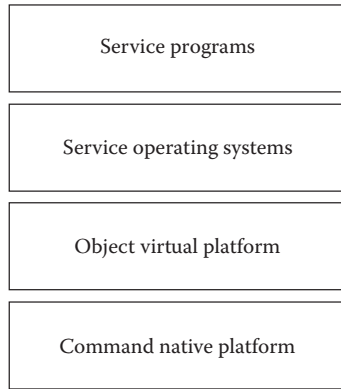 Service programs
Service operating systems
Object virtual platform
Command native platform